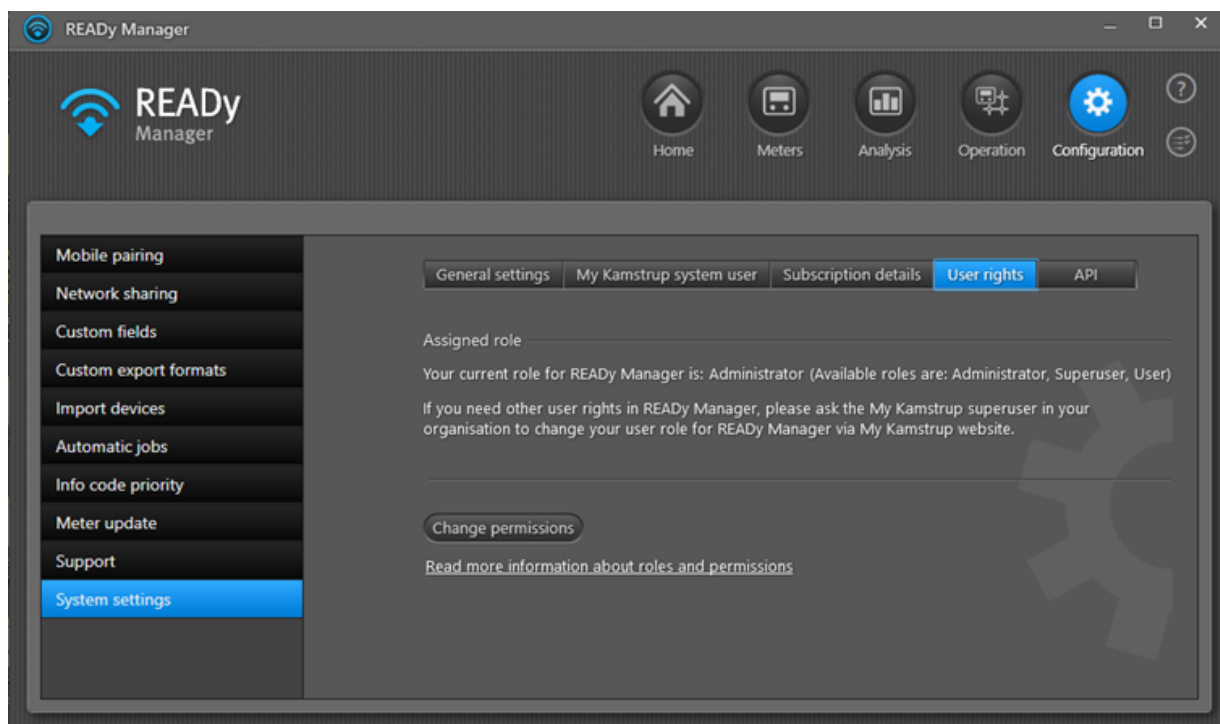 READy Manager
READy
Manager
Home
Meters
Analysis
Operation
Configuration
?
Mobile pairing
Network sharing
Custom fields
Custom export formats
Import devices
Automatic jobs
Info code priority
Meter update
Support
System settings
General settings
My Kamstrup system user
Subscription details
User rights
API
Assigned role
Your current role for READy Manager is: Administrator (Available roles are: Administrator, Superuser, User)
If you need other user rights in READy Manager, please ask the My Kamstrup superuser in your
organisation to change your user role for READy Manager via My Kamstrup website.
Change permissions
Read more information about roles and permissions